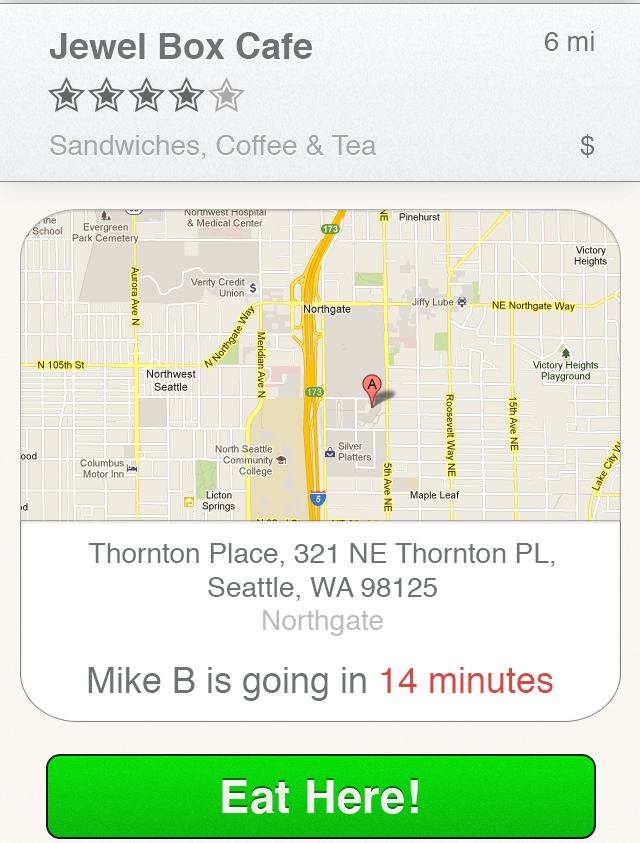 Jewel Box Cafe
6 mi
Sandwiches, Coffee & Tea
$
the
School
Evergreen
Park Cemetery
Northwest Hospital
& Medical Center
173
NE
Pinehurst
Victory
Heights
Aurora Ave N
Verity Credit
Union
$
Northgate
Jiffy Lube
NE Northgate Way
N Northgate Way
Meridian Ave N
N 105th St
Northwest
Seattle
A
173
Victory Heights
Playground
Roosevelt Way NE
15th Ave NE
ood
Columbus
Motor Inn
North Seattle
Community
College
Silver
Platters
5th Ave NE
Lake City W
Licton
Springs
5
Maple Leaf
d
Thornton Place, 321 NE Thornton PL,
Seattle, WA 98125
Northgate
Mike B is going in 14 minutes
Eat Here!